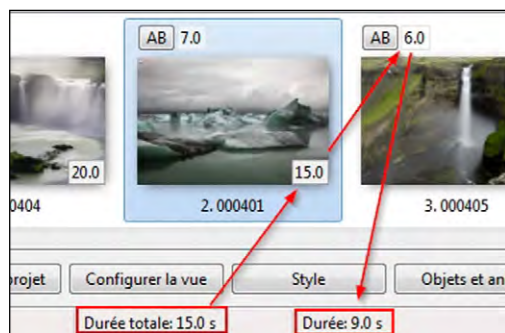 AB 7.0 AB 6.0
20.0 15.0
0404 2. 000401 3. 000405
rojet Configurer la vue Style Objets et an
Durée totale: 15.0 s Durée: 9.0 s